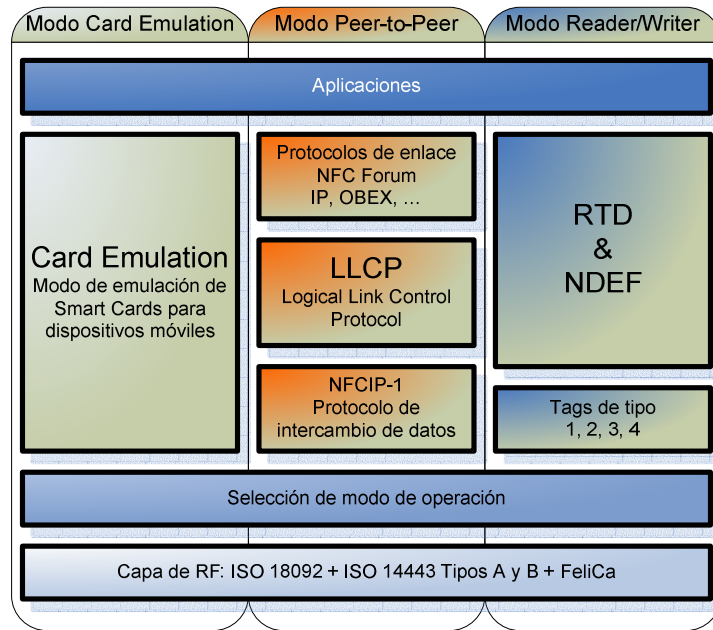 Modo Card Emulation
Modo Peer-to-Peer
Modo Reader/Writer
Aplicaciones
Card Emulation
Modo de emulación de
Smart Cards para
dispositivos móviles
Protocolos de enlace
NFC Forum
IP, OBEX, ...
LLCP
Logical Link Control
Protocol
NFCIP-1
Protocolo de
intercambio de datos
RTD
&
NDEF
Tags de tipo
1, 2, 3, 4
Selección de modo de operación
Capa de RF: ISO 18092 + ISO 14443 Tipos A y B + FeliCa